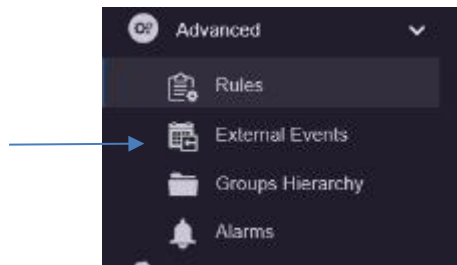 Advanced
Rules
External Events
Groups Hierarchy
Alarms